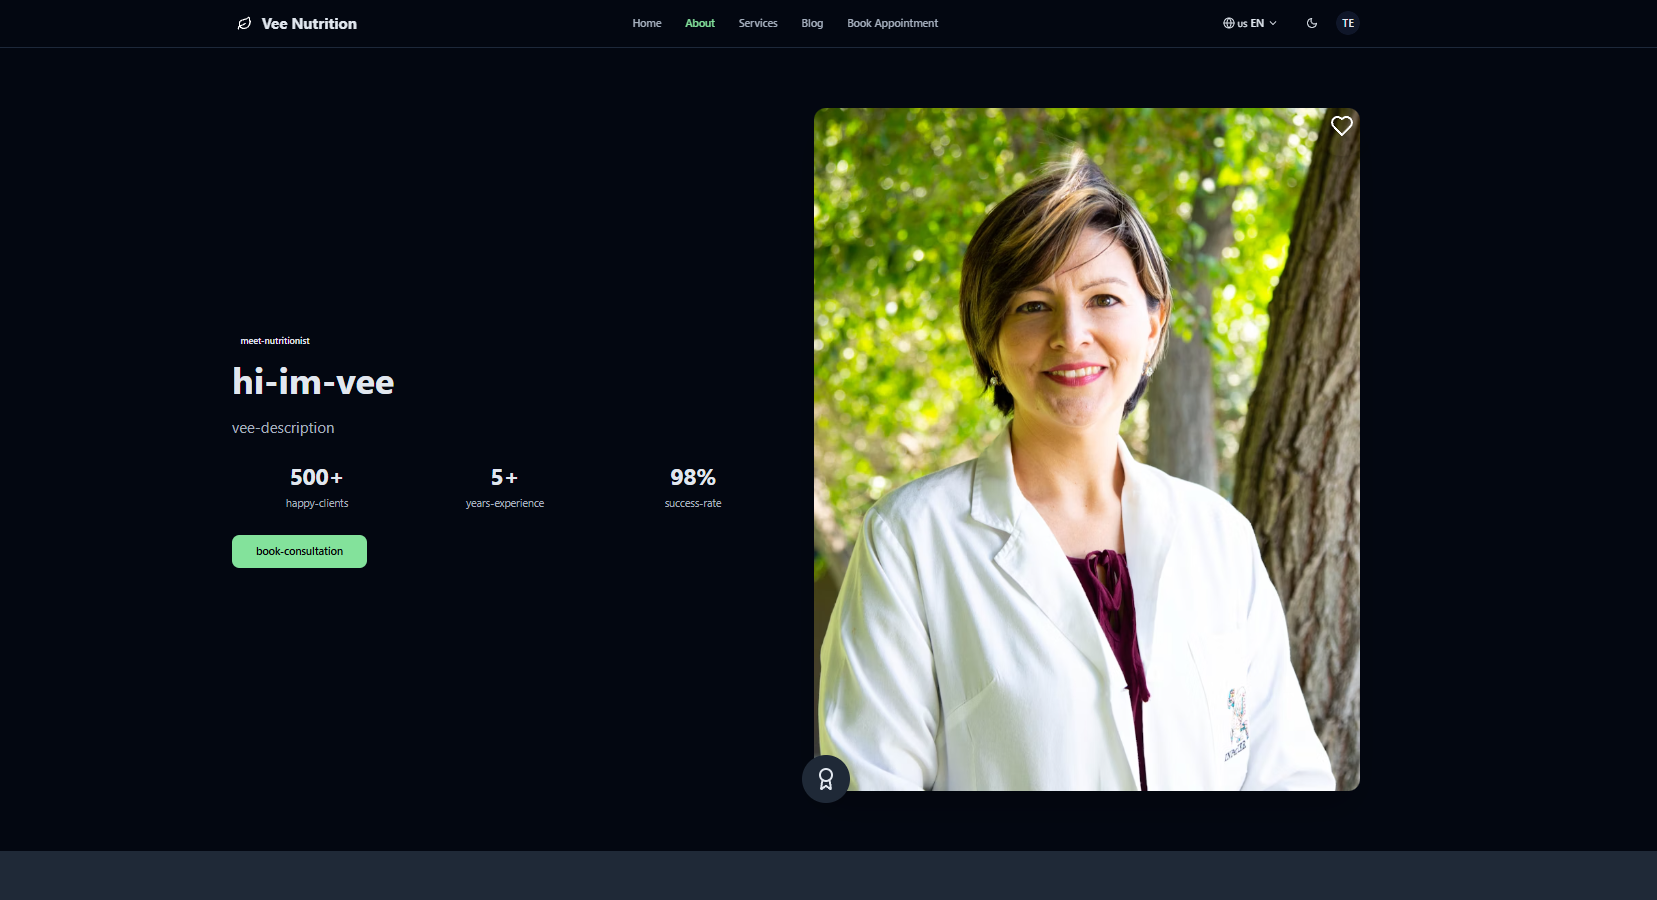 Vee Nutrition
Home About Services Blog Book Appointment
us EN
TE
meet-nutritionist
hi-im-vee
vee-description
500+ 5+ 98%
happy-clients years-experience success-rate
book-consultation